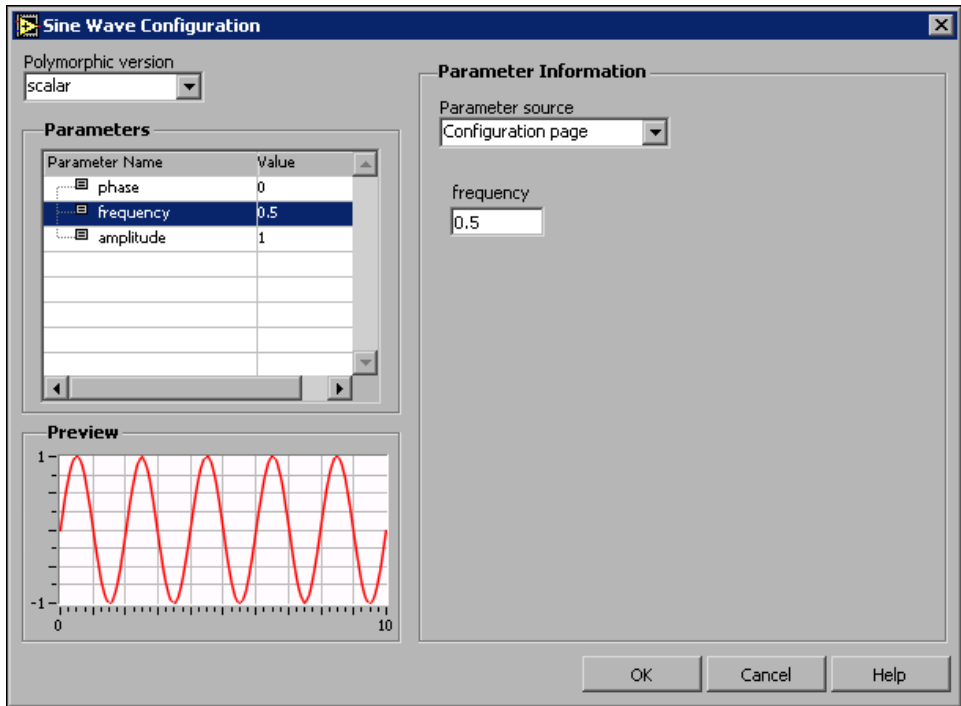 Sine Wave Configuration
Polymorphic version
scalar
Parameters
Parameter Name Value
phase 0
frequency 0.5
amplitude 1
Preview
1
-1
0 10
Parameter Information
Parameter source
Configuration page
frequency
0.5
OK Cancel Help